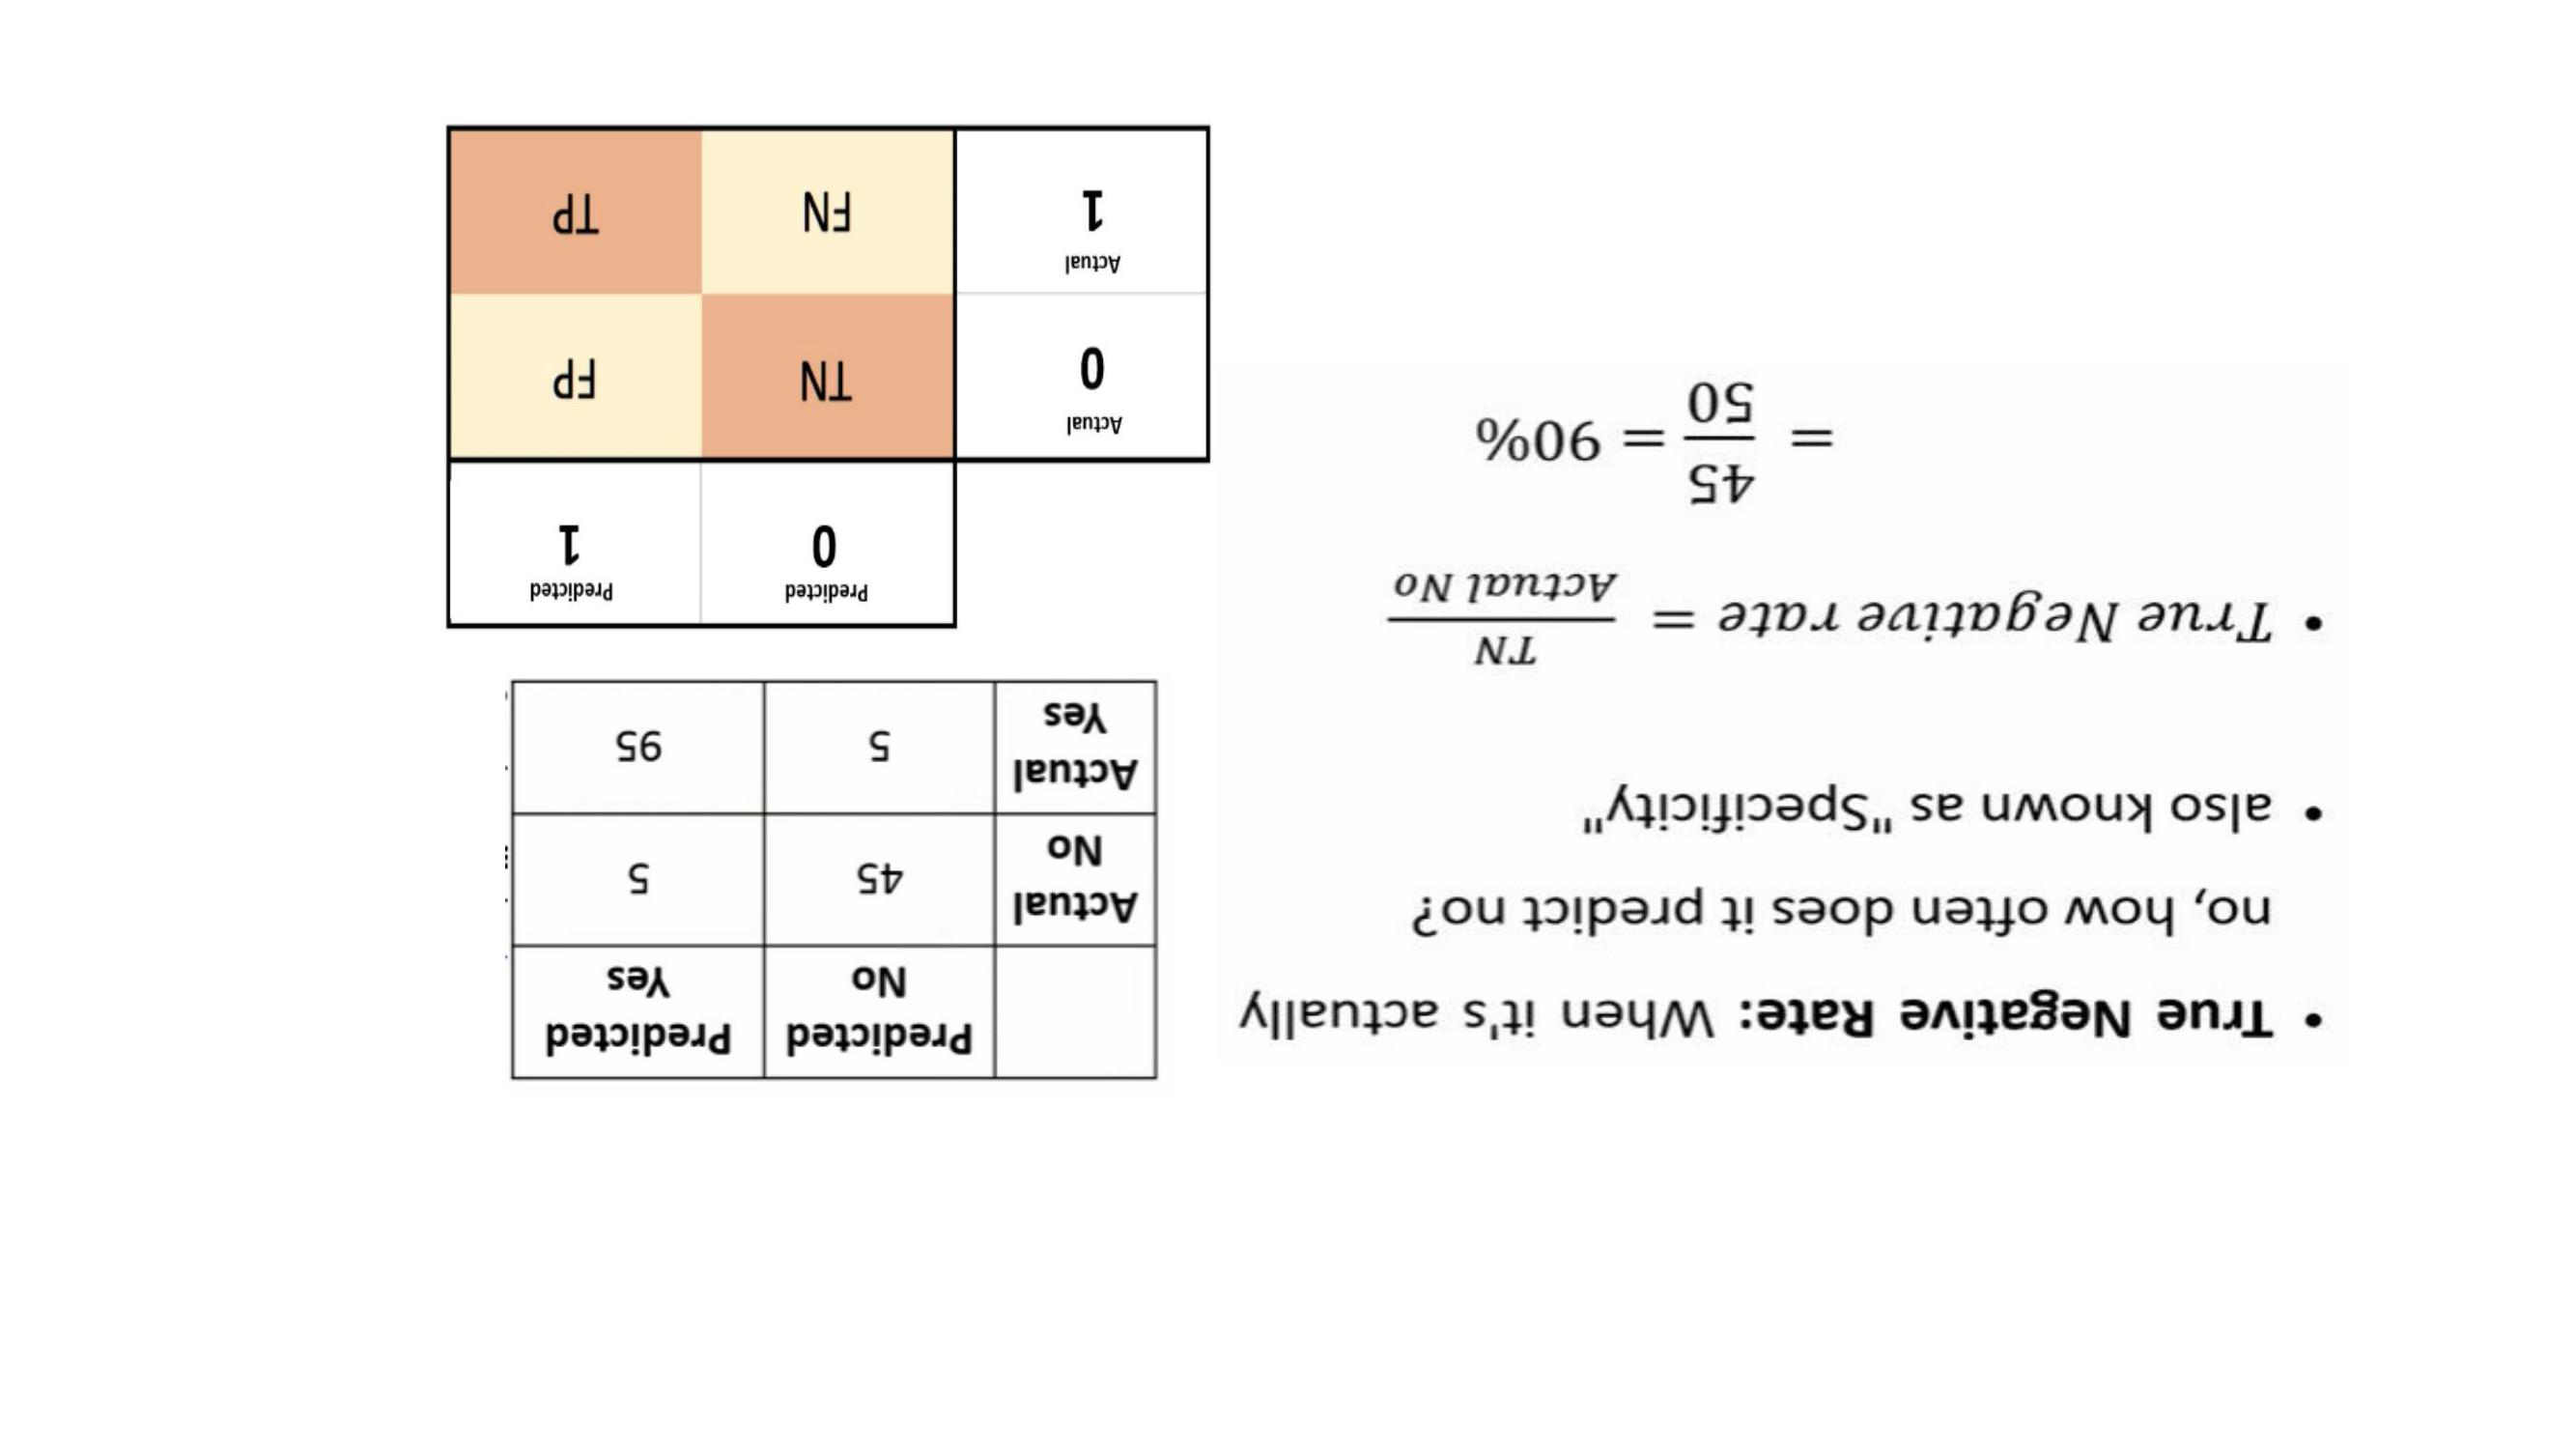 • True Negative Rate: When it's actually
no, how often does it predict no?
• also known as "Specificity"
• True Negative rate = TN / Actual No
= 45 / 50 = 90%
Predicted No Predicted Yes
Actual No 45 5
Actual Yes 5 95
Predicted 0 Predicted 1
Actual 0 TN FP
Actual 1 FN TP